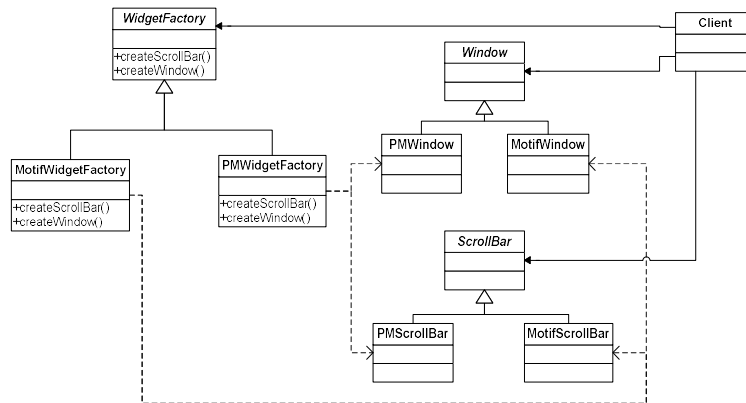 WidgetFactory
+createScrollBar()
+createWindow()
Client
Window
PMWindow
MotifWindow
MotifWidgetFactory
+createScrollBar()
+createWindow()
PMWidgetFactory
+createScrollBar()
+createWindow()
ScrollBar
PMScrollBar
MotifScrollBar